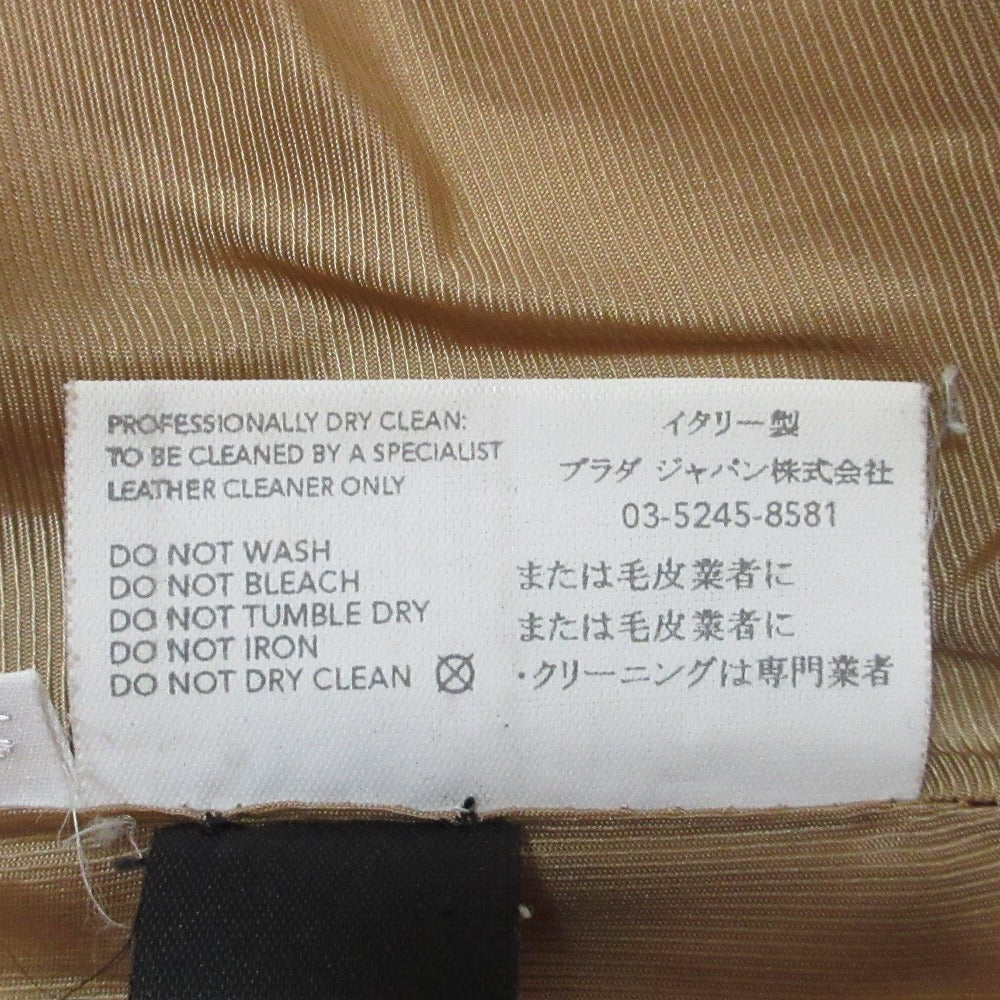 PROFESSIONALLY DRY CLEAN:
TO BE CLEANED BY A SPECIALIST
LEATHER CLEANER ONLY
DO NOT WASH
DO NOT BLEACH
DO NOT TUMBLE DRY
DO NOT IRON
DO NOT DRY CLEAN
イタリー製
プラダ ジャパン株式会社
03-5245-8581
または毛皮業者に
または毛皮業者に
・クリーニングは専門業者